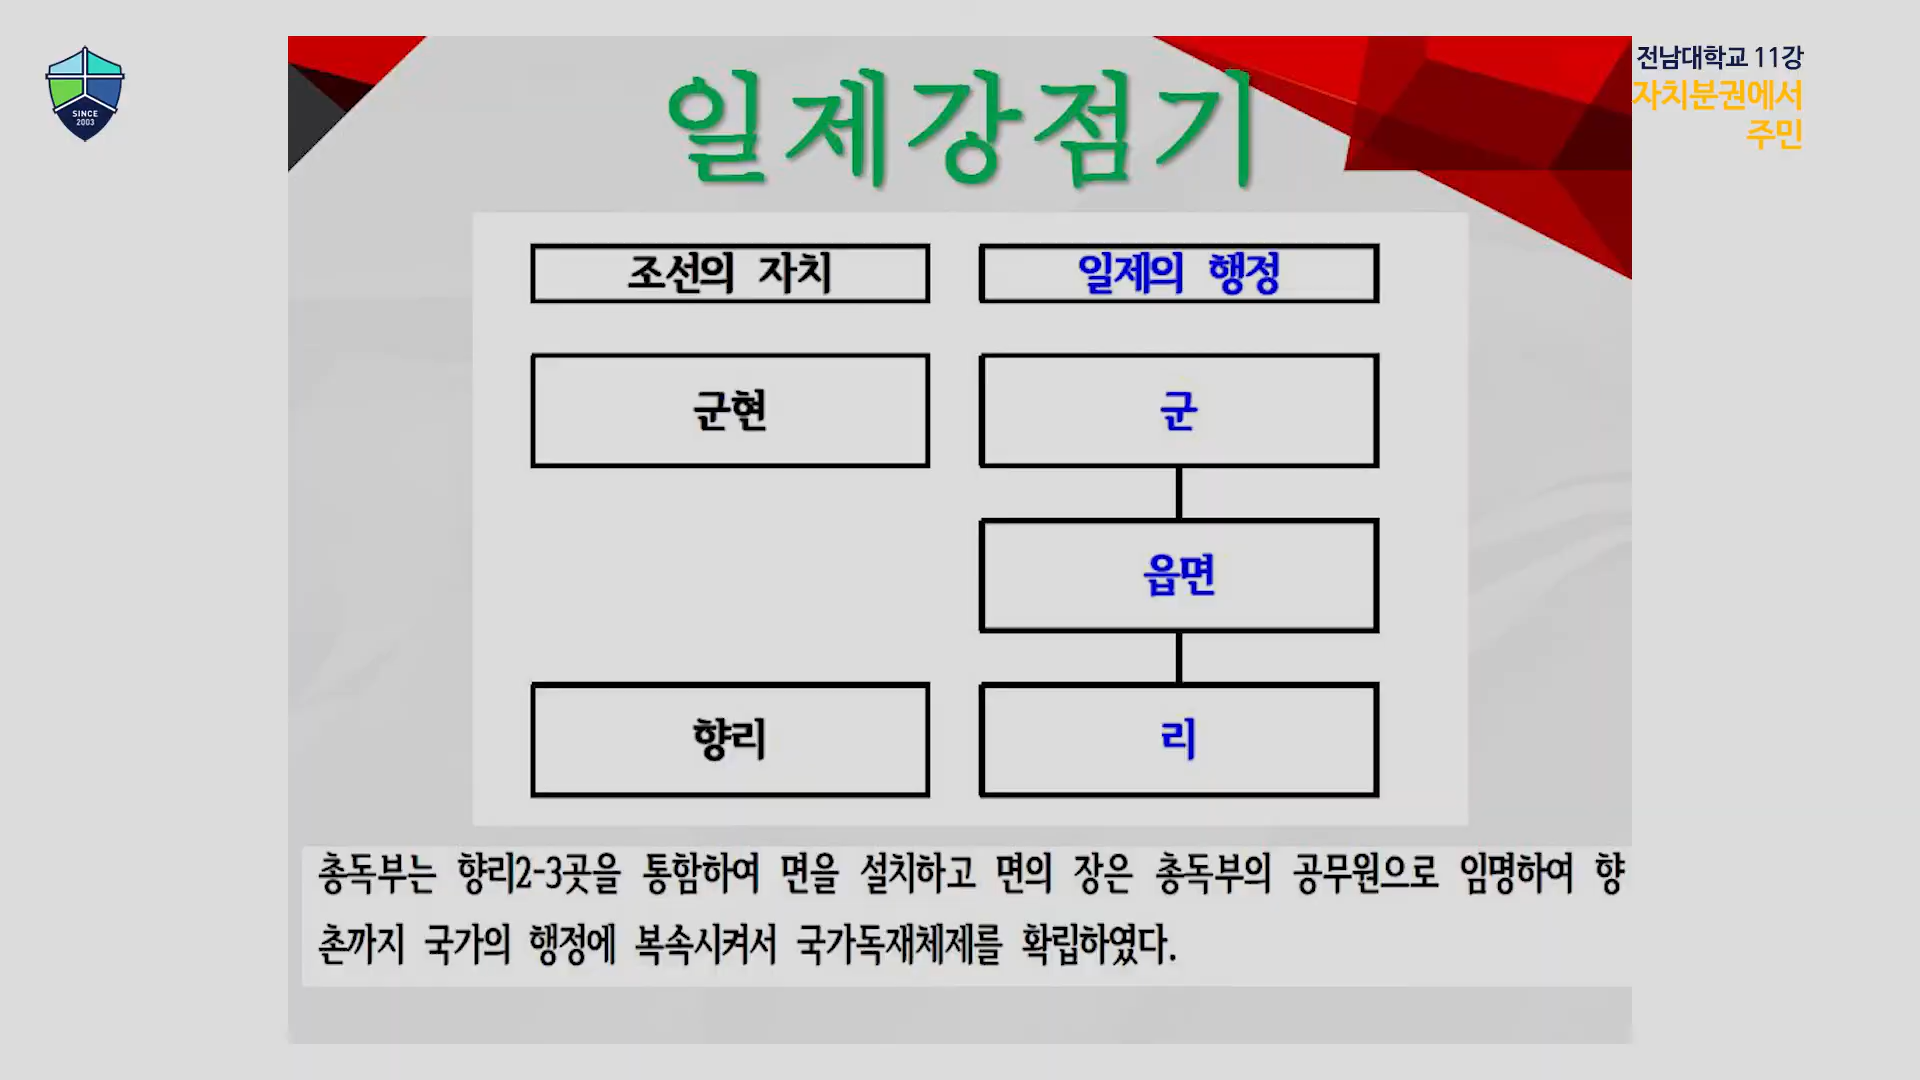 SINCE
2003
전남대학교 11강
자치분권에서
주민
일제강점기
조선의 자치
일제의 행정
군현
군
읍면
향리
리
총독부는 향리2-3곳을 통합하여 면을 설치하고 면의 장은 총독부의 공무원으로 임명하여 향
촌까지 국가의 행정에 복속시켜서 국가독재체제를 확립하였다.